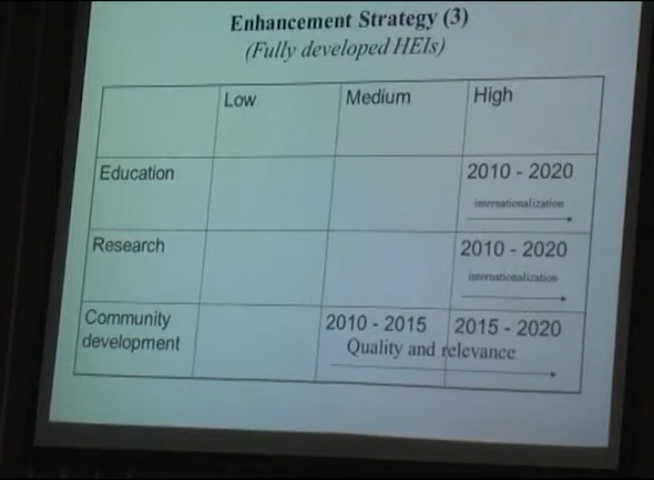 Enhancement Strategy (3)
(Fully developed HEIs)
Low Medium High
Education 2010 - 2020
internationalization
Research 2010 - 2020
internationalization
Community development 2010 - 2015 2015 - 2020
Quality and relevance